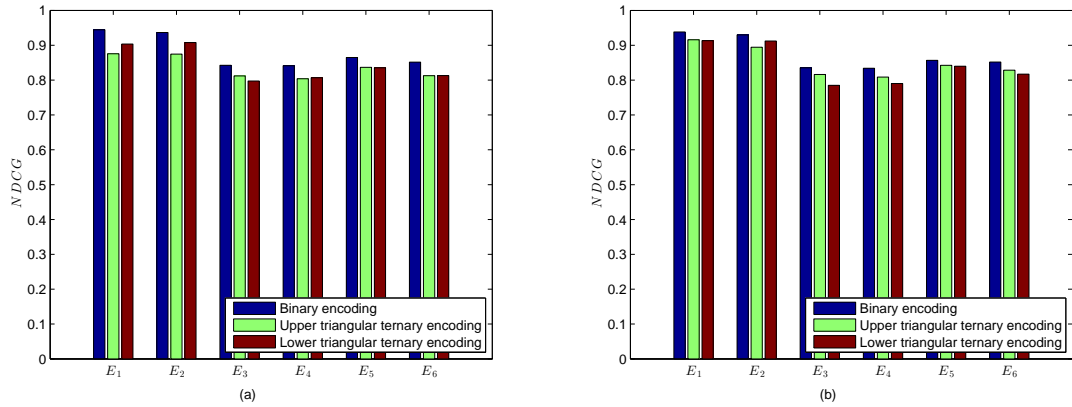 1
0.9
0.8
0.7
0.6
0.5
0.4
0.3
0.2
0.1
0
NDCG
Binary encoding
Upper triangular ternary encoding
Lower triangular ternary encoding
E1 E2 E3 E4 E5 E6
(a)
1
0.9
0.8
0.7
0.6
0.5
0.4
0.3
0.2
0.1
0
NDCG
Binary encoding
Upper triangular ternary encoding
Lower triangular ternary encoding
E1 E2 E3 E4 E5 E6
(b)